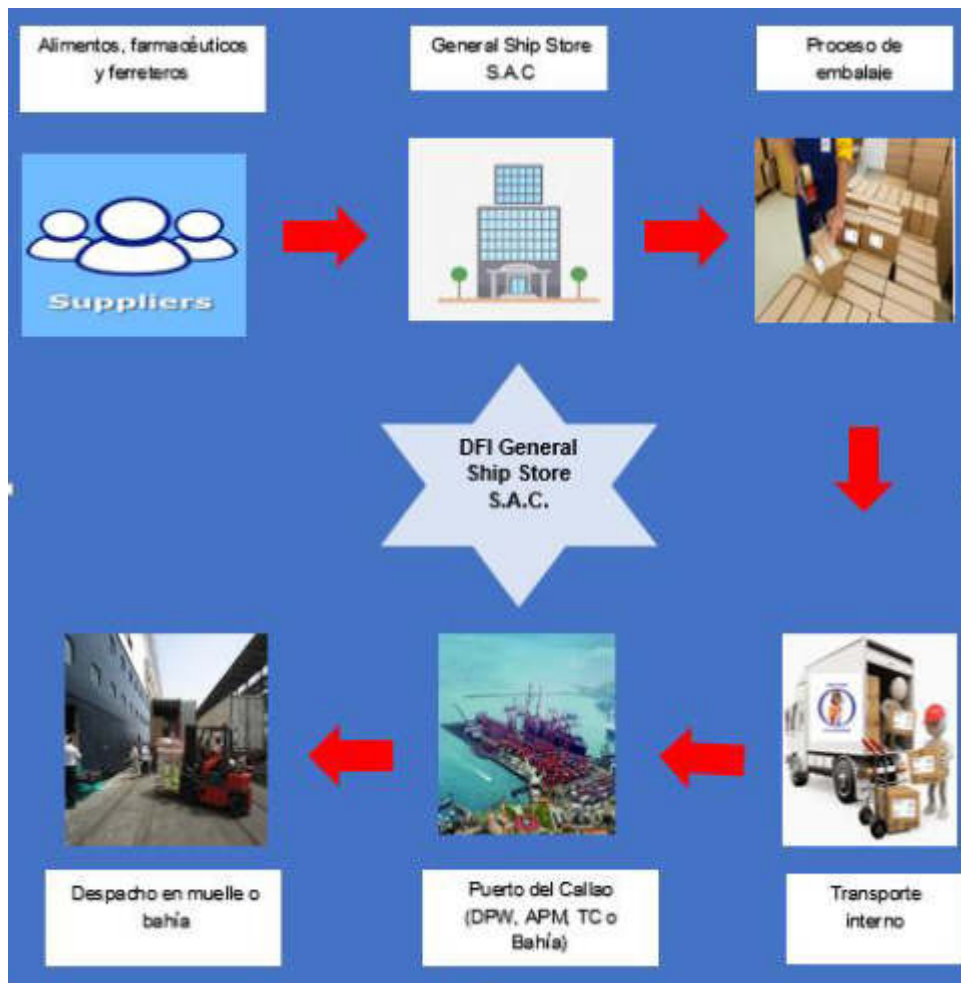 Alimentos, farmacéuticos
y ferreteros
General Ship Store
S.A.C
Proceso de
embalaje
Suppliers
DFI General
Ship Store
S.A.C.
Despacho en muelle o
bahía
Puerto del Callao
(DPW, APM, TC o
Bahía)
Transporte
interno